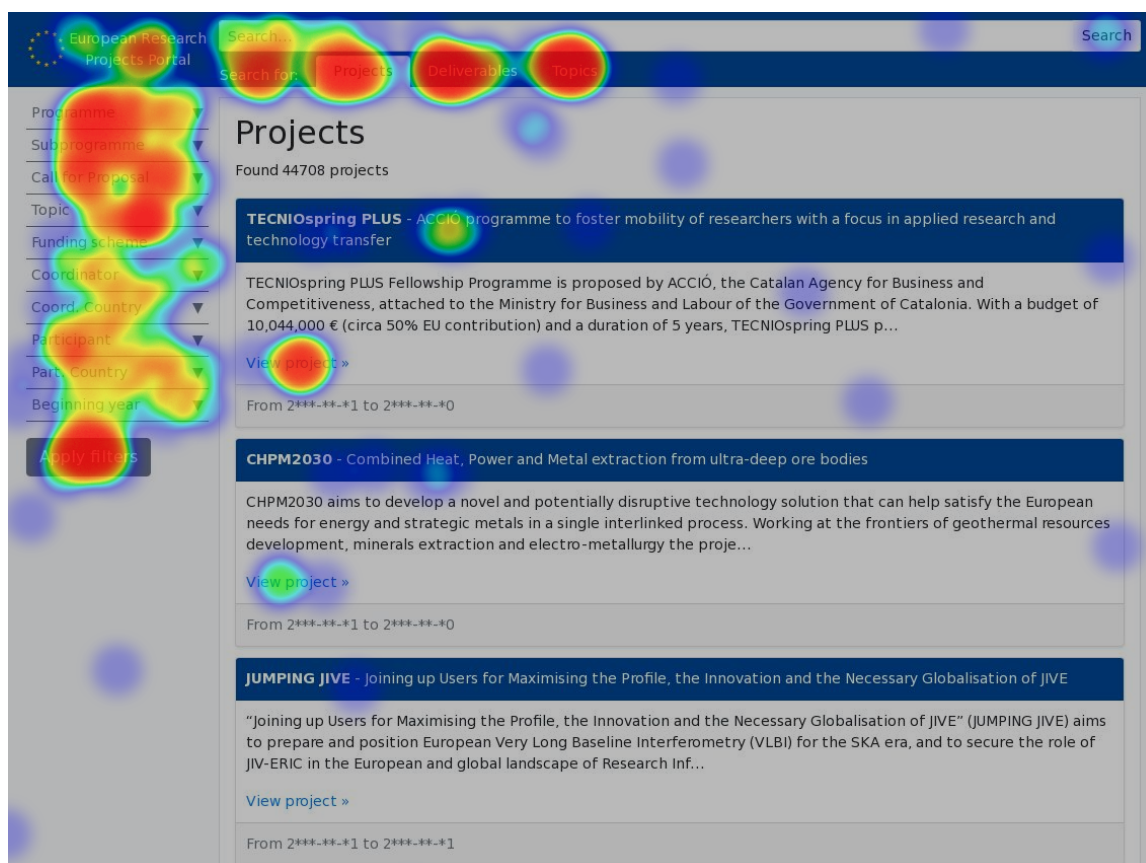 European Research
Projects Portal
Search...
Search
Search for:
Projects
Deliverables
Topics
Programme
Subprogramme
Call for Proposal
Topic
Funding scheme
Coordinator
Coord. Country
Participant
Part. Country
Beginning year
Apply filters
Projects
Found 44708 projects
TECNIOspring PLUS - ACCIÓ programme to foster mobility of researchers with a focus in applied research and
technology transfer
TECNIOspring PLUS Fellowship Programme is proposed by ACCIÓ, the Catalan Agency for Business and
Competitiveness, attached to the Ministry for Business and Labour of the Government of Catalonia. With a budget of
10,044,000 € (circa 50% EU contribution) and a duration of 5 years, TECNIOspring PLUS p...
View project »
From 2***-**-*1 to 2***-**-*0
CHPM2030 - Combined Heat, Power and Metal extraction from ultra-deep ore bodies
CHPM2030 aims to develop a novel and potentially disruptive technology solution that can help satisfy the European
needs for energy and strategic metals in a single interlinked process. Working at the frontiers of geothermal resources
development, minerals extraction and electro-metallurgy the proje...
View project »
From 2***-**-*1 to 2***-**-*0
JUMPING JIVE - Joining up Users for Maximising the Profile, the Innovation and the Necessary Globalisation of JIVE
“Joining up Users for Maximising the Profile, the Innovation and the Necessary Globalisation of JIVE” (JUMPING JIVE) aims
to prepare and position European Very Long Baseline Interferometry (VLBI) for the SKA era, and to secure the role of
JIV-ERIC in the European and global landscape of Research Inf...
View project »
From 2***-**-*1 to 2***-**-*1